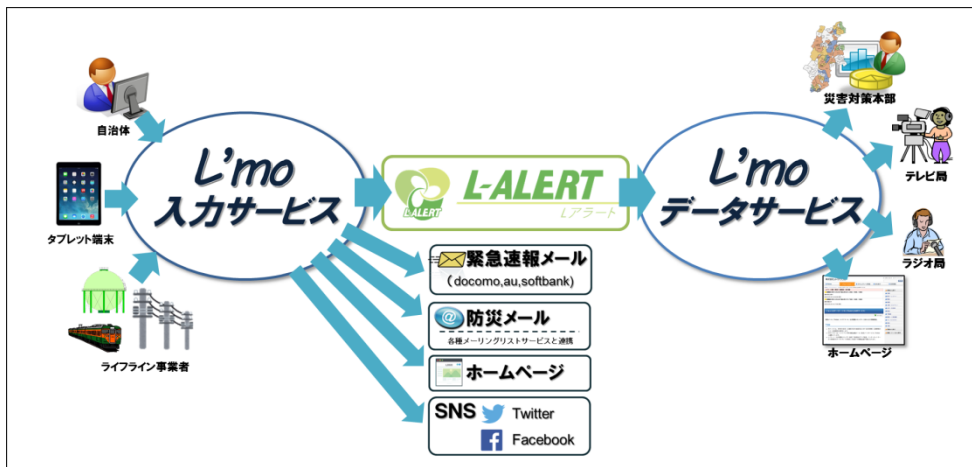 自治体
タブレット端末
ライフライン事業者
L'mo
入力サービス
L-ALERT
L-ALERT
Lアラート
緊急速報メール
(docomo,au,softbank)
@
防災メール
各種メーリングリストサービスと連携
ホームページ
SNS
Twitter
Facebook
L'mo
データサービス
災害対策本部
テレビ局
ラジオ局
ホームページ